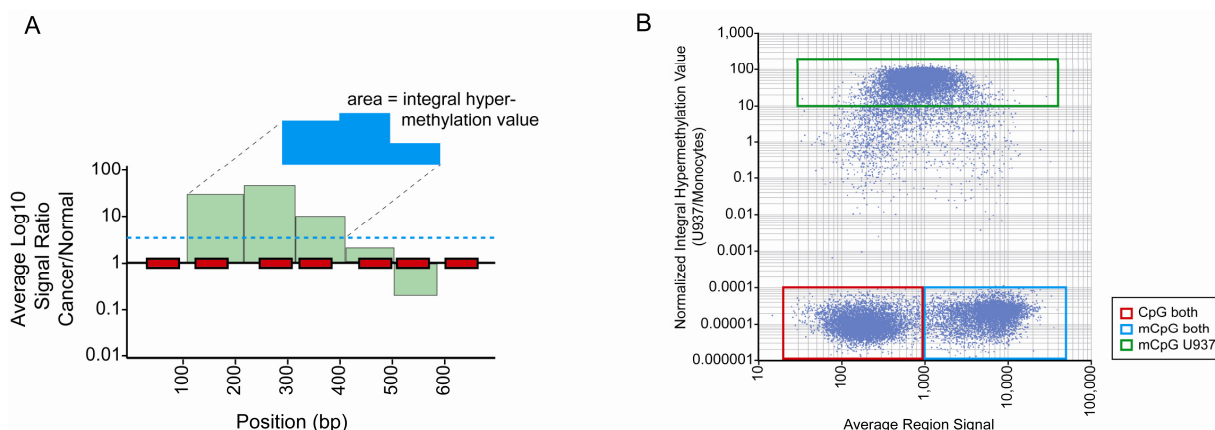 A
area = integral hyper-
methylation value
Average Log10
Signal Ratio
Cancer/Normal
100
10
1
0.1
0.01
100
200
300
400
500
600
Position (bp)
B
Normalized Integral Hypermethylation Value
(U937/Monocytes)
1,000
100
10
1
0.1
0.01
0.001
0.0001
0.00001
0.000001
10
100
1,000
10,000
100,000
Average Region Signal
CpG both
mCpG both
mCpG U937